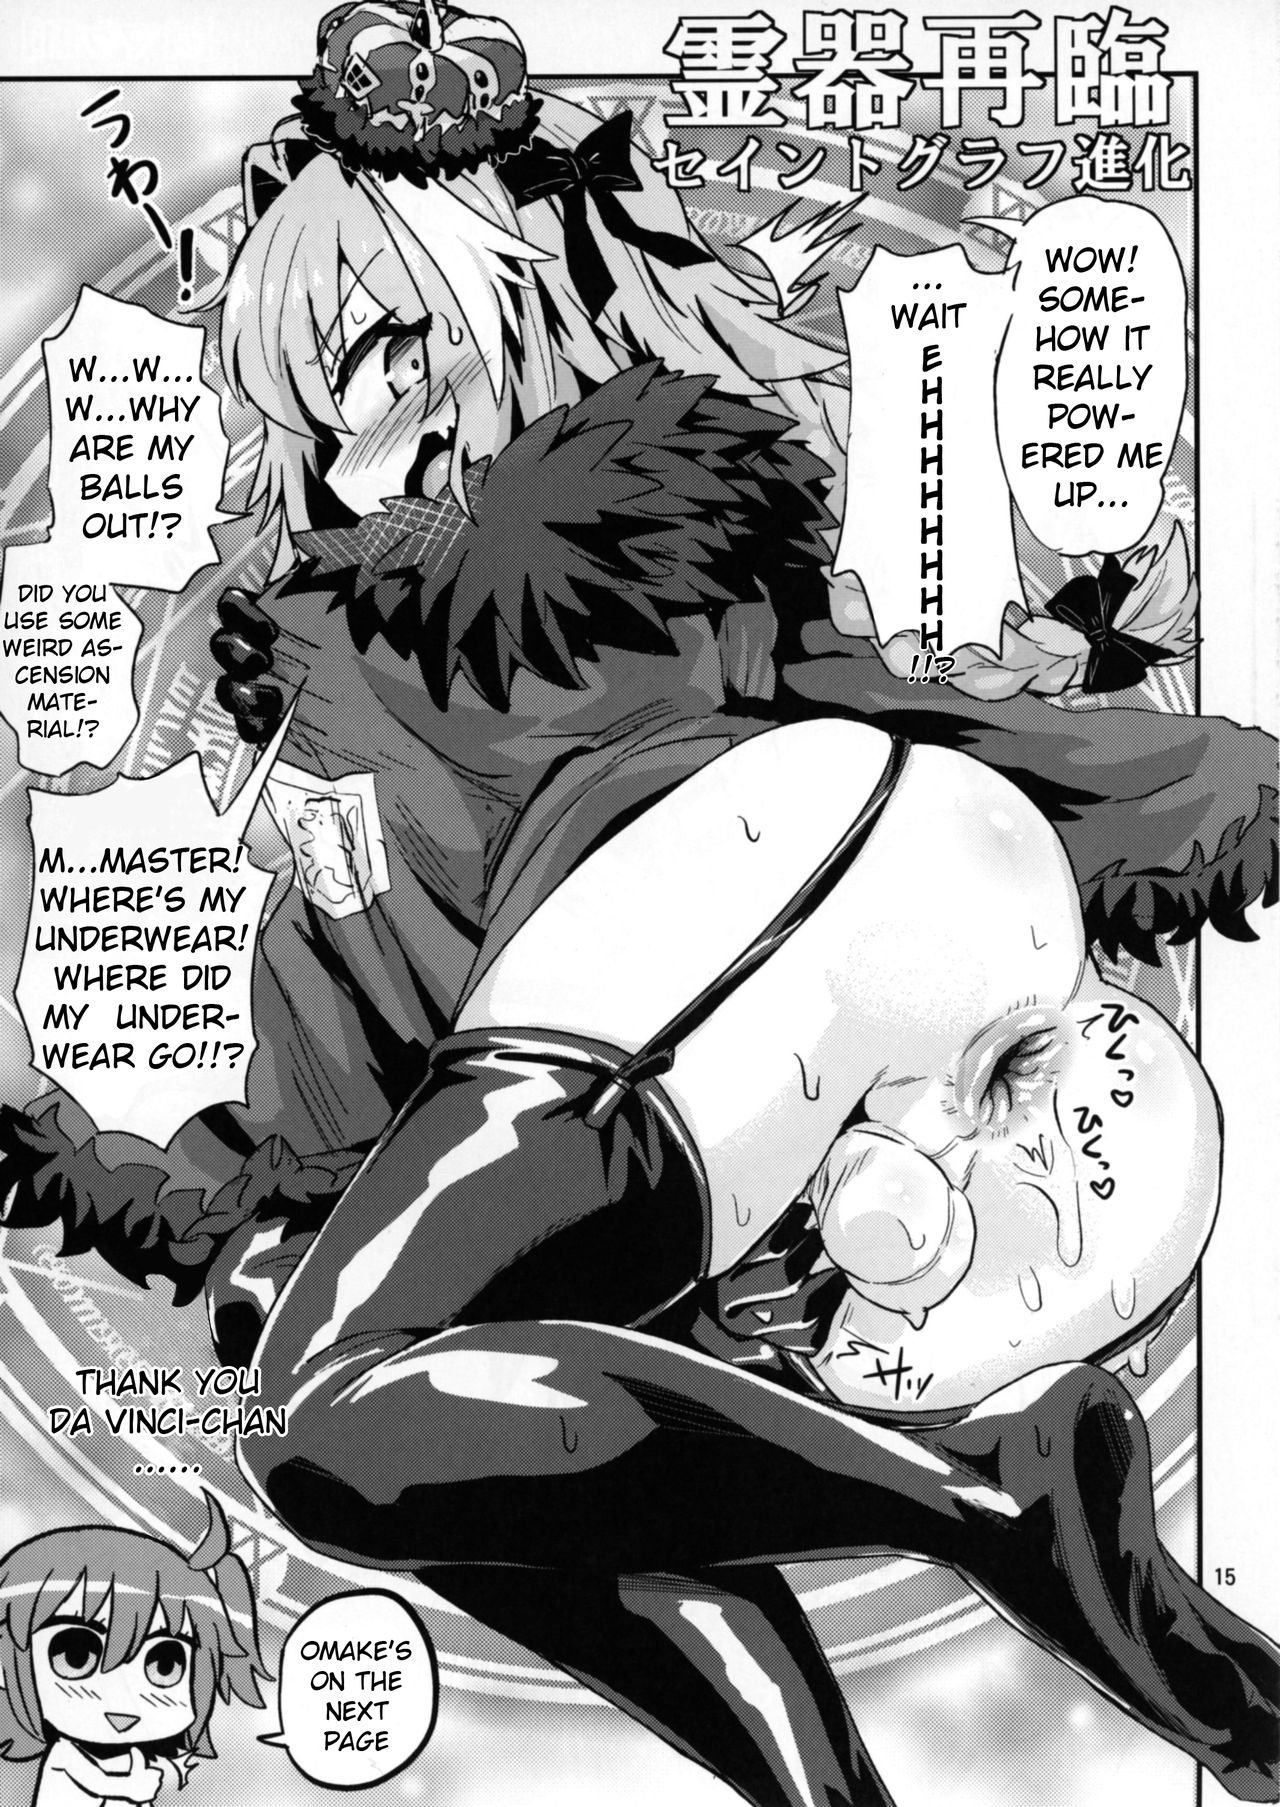 霊器再臨
セイントグラフ進化
WOW!
SOME-
HOW IT
REALLY
POW-
ERED ME
UP...
...
WAIT
EHHHHHHH
!!?
うわー!
W...W...
W...WHY
ARE MY
BALLS
OUT!?
DID YOU
USE SOME
WEIRD AS-
CENSION
MATE-
RIAL!?
M...MASTER!
WHERE'S MY
UNDERWEAR!
WHERE DID
MY UNDER-
WEAR GO!!?
ひくっ♡
ひくっ♡
THANK YOU
DA VINCI-CHAN
......
OMAKE'S
ON THE
NEXT
PAGE
15